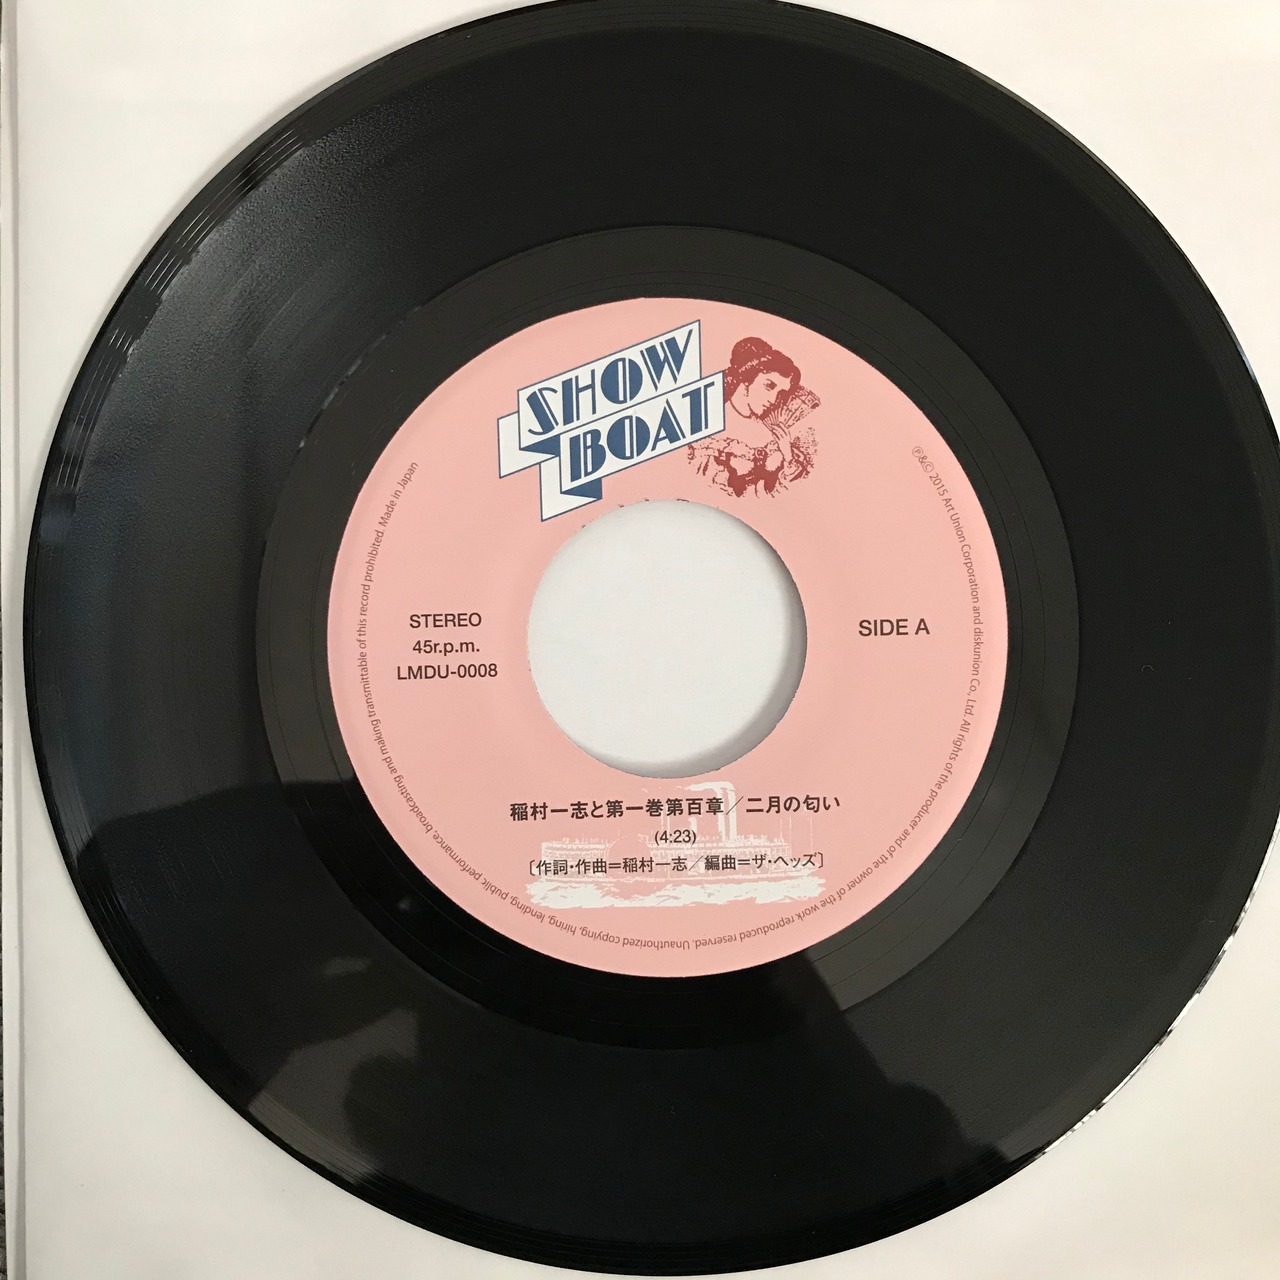 SHOW
BOAT
STEREO
45r.p.m.
LMDU-0008
SIDE A
稲村一志と第一巻第百章／二月の匂い
(4:23)
〔作詞・作曲＝稲村一志／編曲＝ザ・ヘッズ〕
℗&© 2015 Art Union Corporation and diskunion Co., Ltd. All rights of the producer and of the owner of the work reproduced reserved. Unauthorized copying, hiring, lending, public performance, broadcasting and making transmittable of this record prohibited. Made in Japan